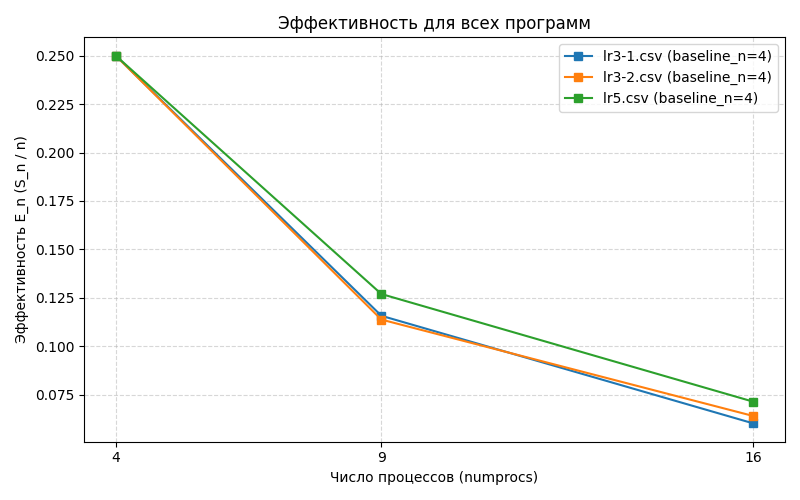 Эффективность для всех программ
lr3-1.csv (baseline_n=4)
lr3-2.csv (baseline_n=4)
lr5.csv (baseline_n=4)
Эффективность E_n (S_n / n)
0.250
0.225
0.200
0.175
0.150
0.125
0.100
0.075
4
9
16
Число процессов (numprocs)